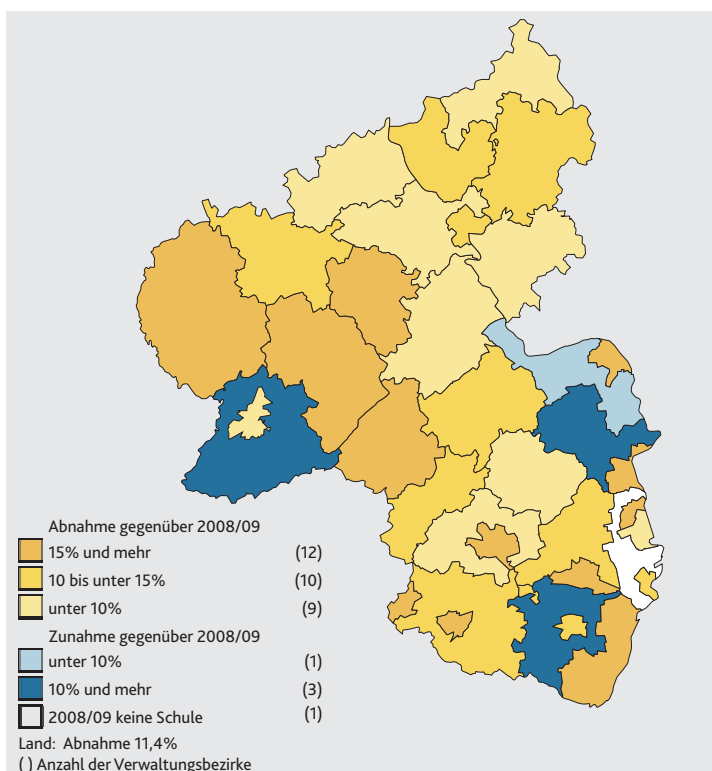 Abnahme gegenüber 2008/09
15% und mehr (12)
10 bis unter 15% (10)
unter 10% (9)
Zunahme gegenüber 2008/09
unter 10% (1)
10% und mehr (3)
2008/09 keine Schule (1)
Land: Abnahme 11,4%
( ) Anzahl der Verwaltungsbezirke